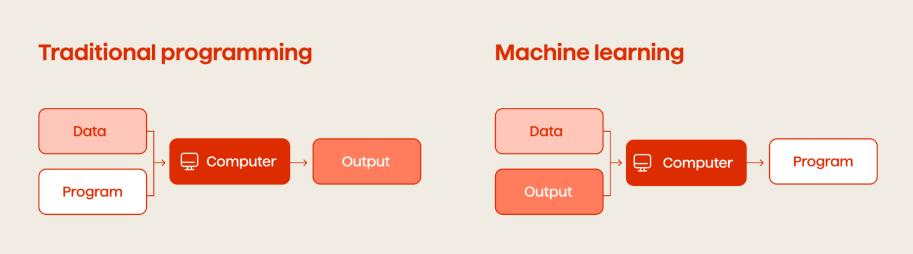 Traditional programming
Data
Program
Computer
Output
Machine learning
Data
Output
Computer
Program